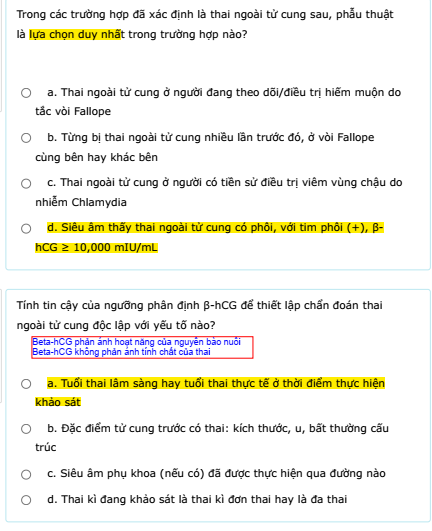 Trong các trường hợp đã xác định là thai ngoài tử cung sau, phẫu thuật
là lựa chọn duy nhất trong trường hợp nào?
a. Thai ngoài tử cung ở người đang theo dõi/điều trị hiếm muộn do
tắc vòi Fallope
b. Từng bị thai ngoài tử cung nhiều lần trước đó, ở vòi Fallope
cùng bên hay khác bên
c. Thai ngoài tử cung ở người có tiền sử điều trị viêm vùng chậu do
nhiễm Chlamydia
d. Siêu âm thấy thai ngoài tử cung có phôi, với tim phôi (+), β-
hCG ≥ 10,000 mIU/mL
Tính tin cậy của ngưỡng phân định β-hCG để thiết lập chẩn đoán thai
ngoài tử cung độc lập với yếu tố nào?
Beta-hCG phản ánh hoạt năng của nguyên bào nuôi
Beta-hCG không phản ánh tính chất của thai
a. Tuổi thai lâm sàng hay tuổi thai thực tế ở thời điểm thực hiện
khảo sát
b. Đặc điểm tử cung trước có thai: kích thước, u, bất thường cấu
trúc
c. Siêu âm phụ khoa (nếu có) đã được thực hiện qua đường nào
d. Thai kì đang khảo sát là thai kì đơn thai hay là đa thai